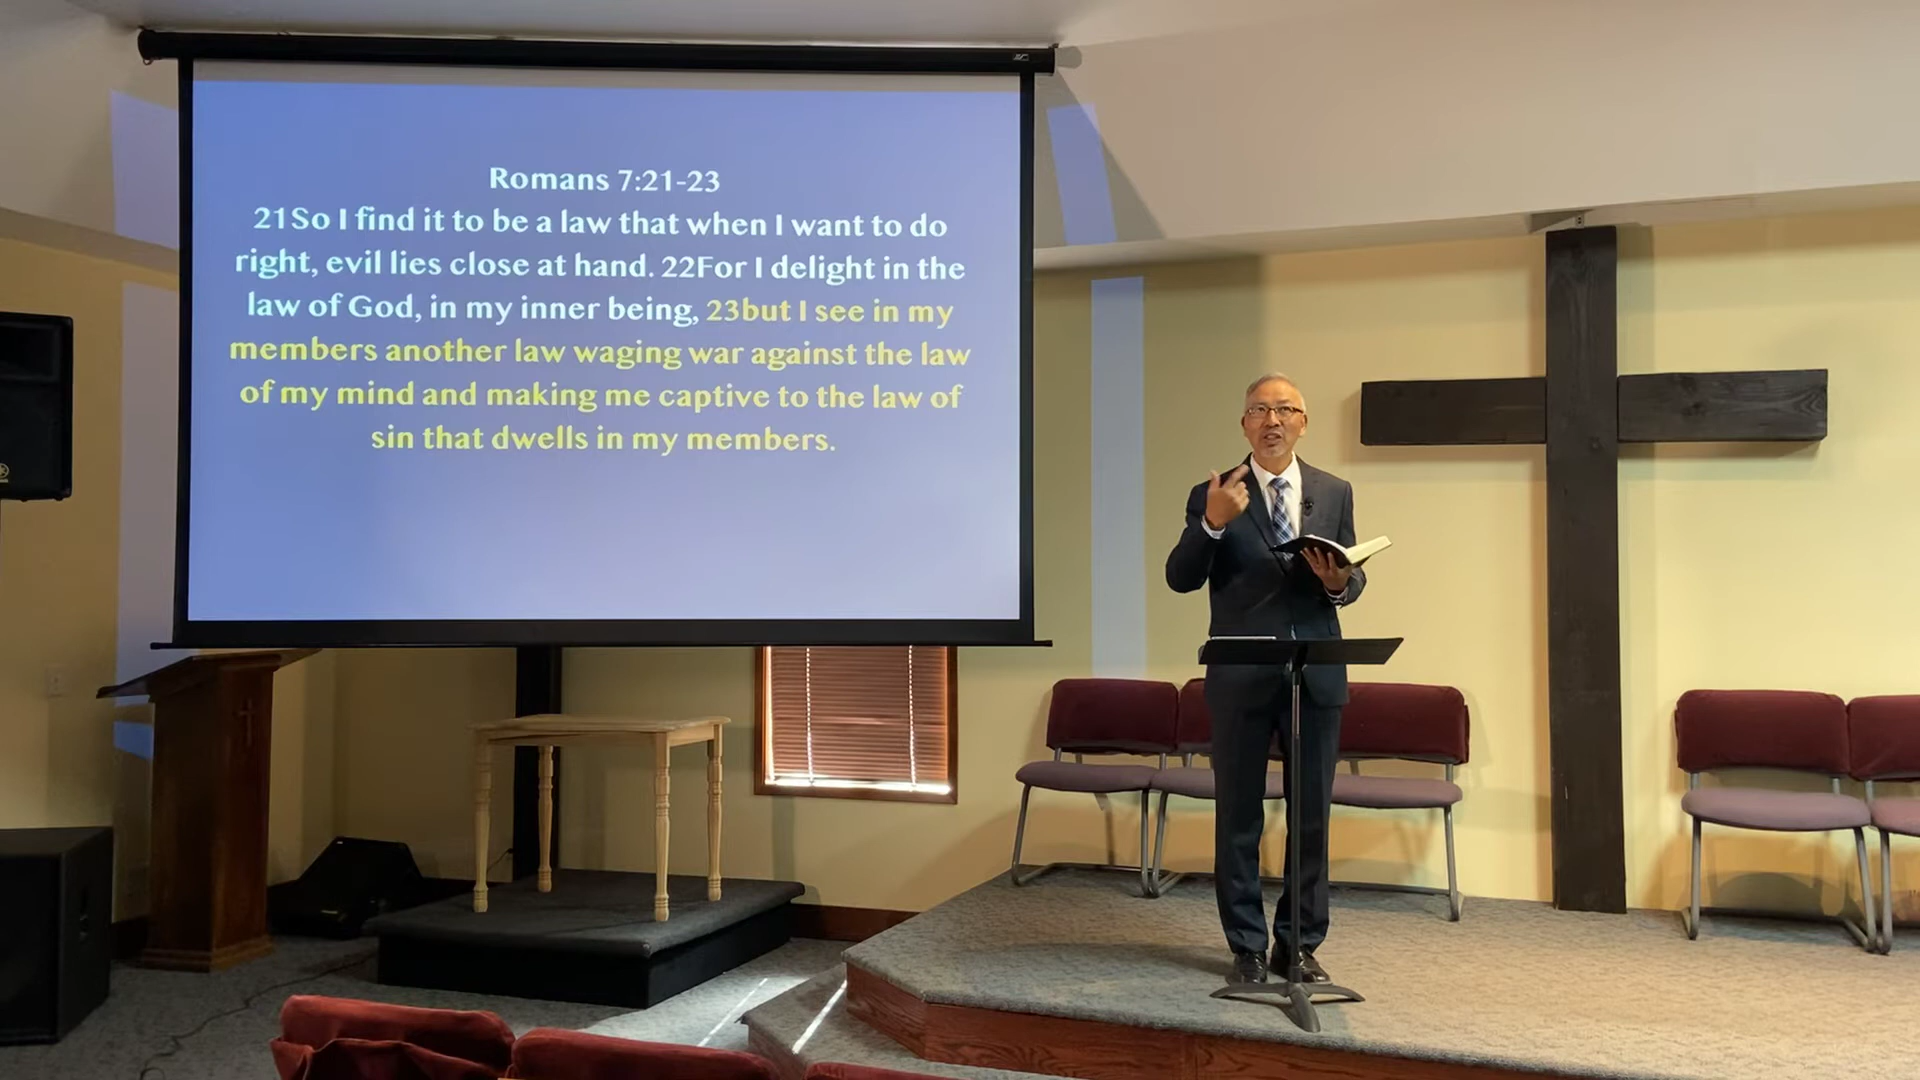 Romans 7:21-23
21So I find it to be a law that when I want to do
right, evil lies close at hand. 22For I delight in the
law of God, in my inner being, 23but I see in my
members another law waging war against the law
of my mind and making me captive to the law of
sin that dwells in my members.